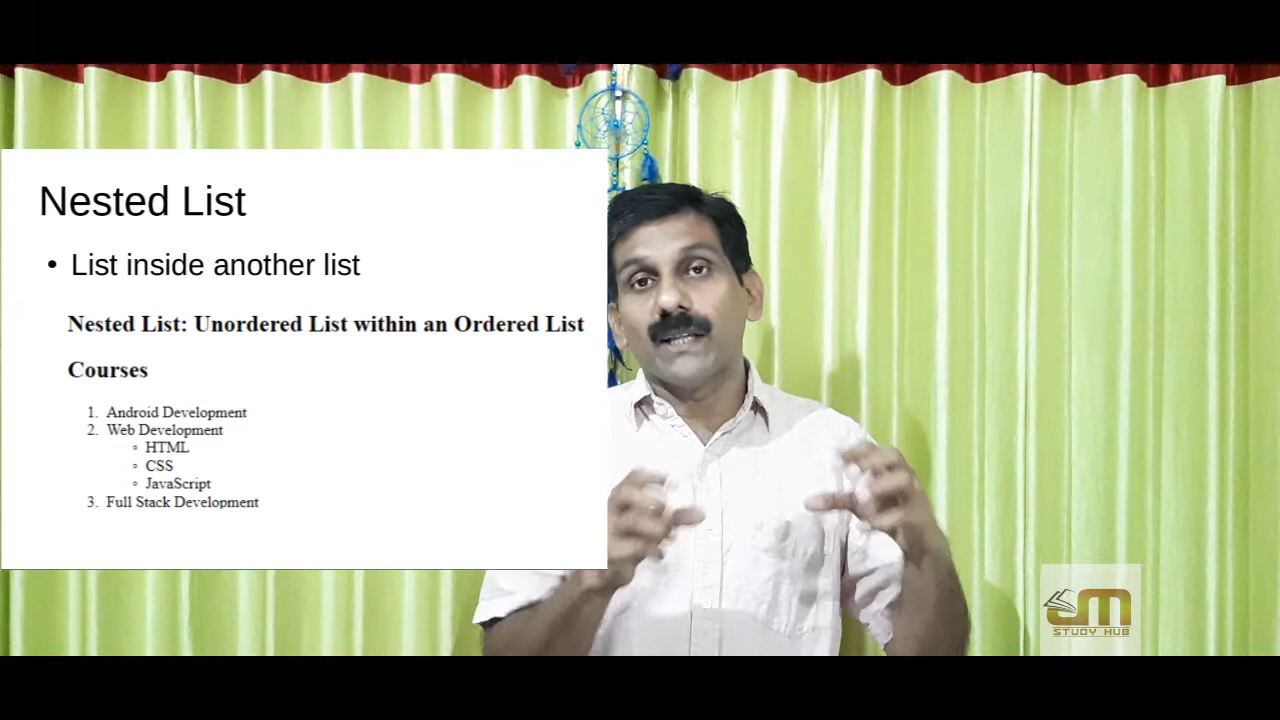 Nested List
• List inside another list
Nested List: Unordered List within an Ordered List
Courses
1. Android Development
2. Web Development
◦ HTML
◦ CSS
◦ JavaScript
3. Full Stack Development
JM
STUDY HUB